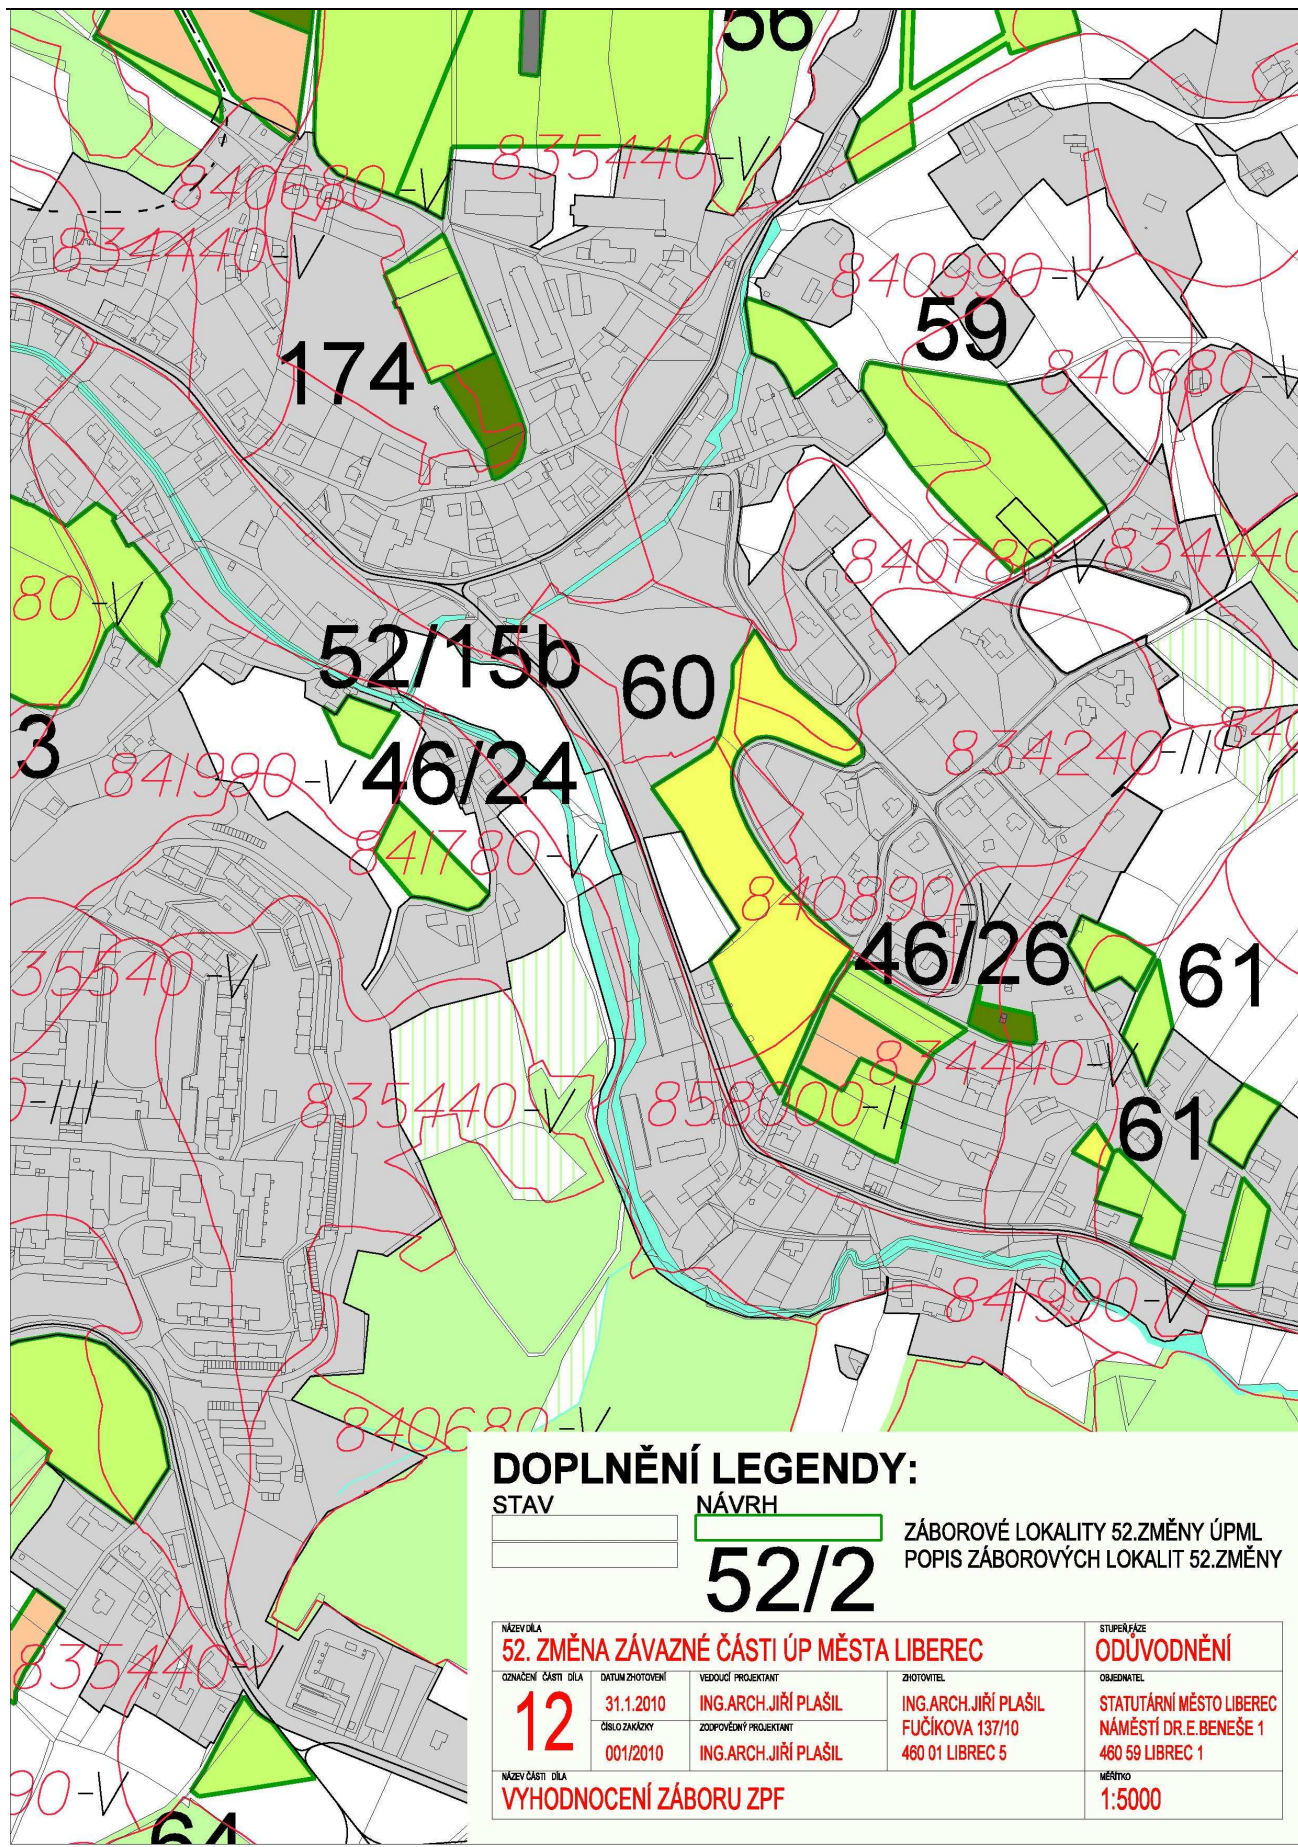 56
835440-V
840680-V
834440-V
840990-V
59
840680-V
174
840780-V
834440
80-V
52/15b
60
3
841980-V
46/24
834240-III
840
841780-V
840890-V
46/26
61
35540-V
834440-V
0-III
835440-V
858000-II
61
841990-V
840680-V
835440-V
90-V
64
DOPLNĚNÍ LEGENDY:
STAV
NÁVRH
ZÁBOROVÉ LOKALITY 52.ZMĚNY ÚPML
52/2
POPIS ZÁBOROVÝCH LOKALIT 52.ZMĚNY
NÁZEV DÍLA
52. ZMĚNA ZÁVAZNÉ ČÁSTI ÚP MĚSTA LIBEREC
STUPEŇ,FÁZE
ODŮVODNĚNÍ
OZNAČENÍ ČÁSTI DÍLA
12
DATUM ZHOTOVENÍ
31.1.2010
ČÍSLO ZAKÁZKY
001/2010
VEDOUCÍ PROJEKTANT
ING.ARCH.JIŘÍ PLAŠIL
ZODPOVĚDNÝ PROJEKTANT
ING.ARCH.JIŘÍ PLAŠIL
ZHOTOVITEL
ING.ARCH.JIŘÍ PLAŠIL
FUČÍKOVA 137/10
460 01 LIBREC 5
OBJEDNATEL
STATUTÁRNÍ MĚSTO LIBEREC
NÁMĚSTÍ DR.E.BENEŠE 1
460 59 LIBREC 1
NÁZEV ČÁSTI DÍLA
VYHODNOCENÍ ZÁBORU ZPF
MĚŘÍTKO
1:5000